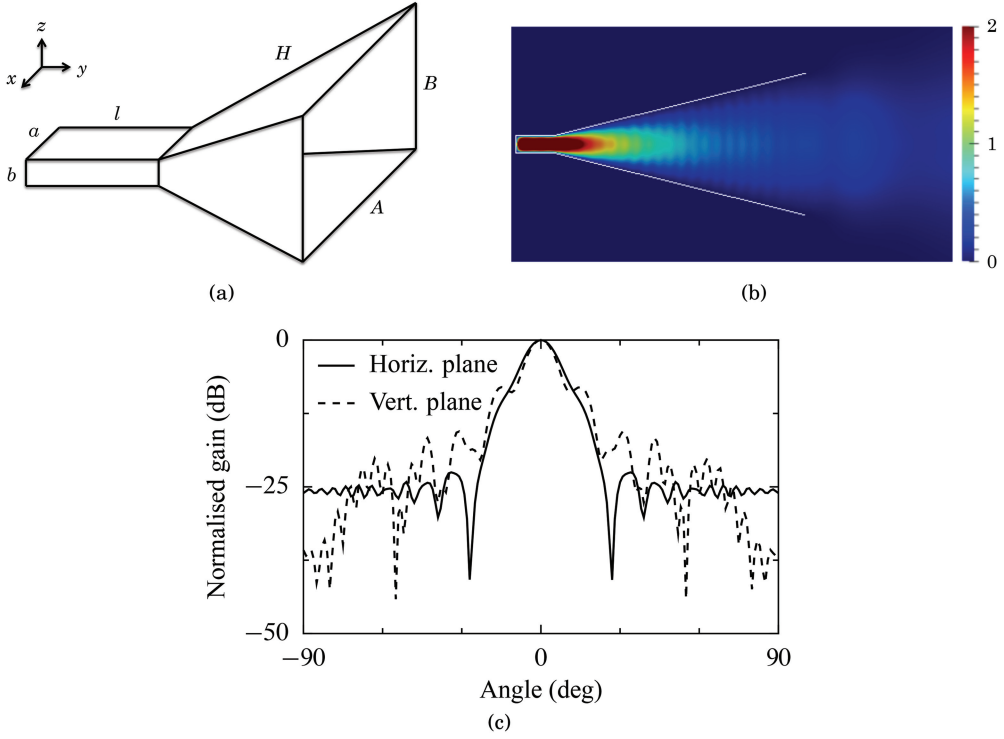 z
x
y
a
l
b
H
B
A
(a)
2
1
0
(b)
Normalised gain (dB)
0
−25
−50
Horiz. plane
Vert. plane
−90
0
90
Angle (deg)
(c)